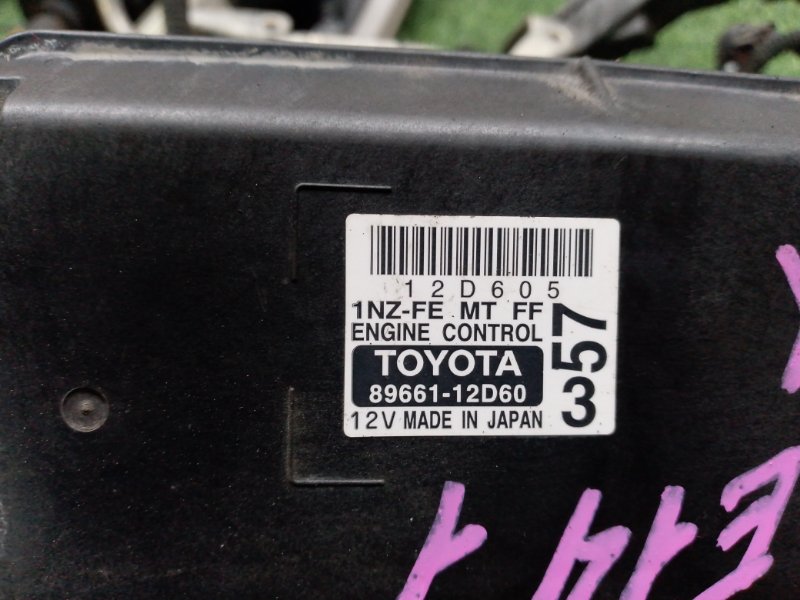 12D605
1NZ-FE MT FF
ENGINE CONTROL
TOYOTA
89661-12D60
12V MADE IN JAPAN
357